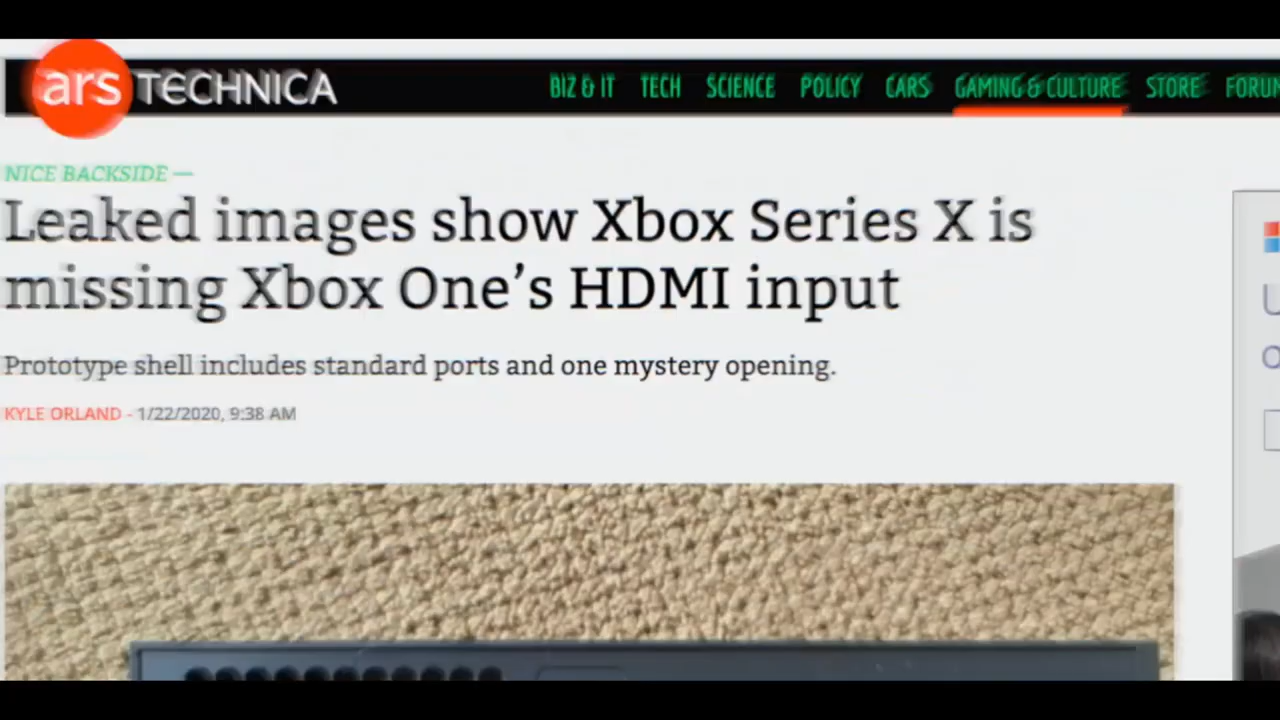 ars TECHNICA
BIZ & IT TECH SCIENCE POLICY CARS GAMING & CULTURE STORE
NICE BACKSIDE —
Leaked images show Xbox Series X is
missing Xbox One’s HDMI input
Prototype shell includes standard ports and one mystery opening.
KYLE ORLAND - 1/22/2020, 9:38 AM